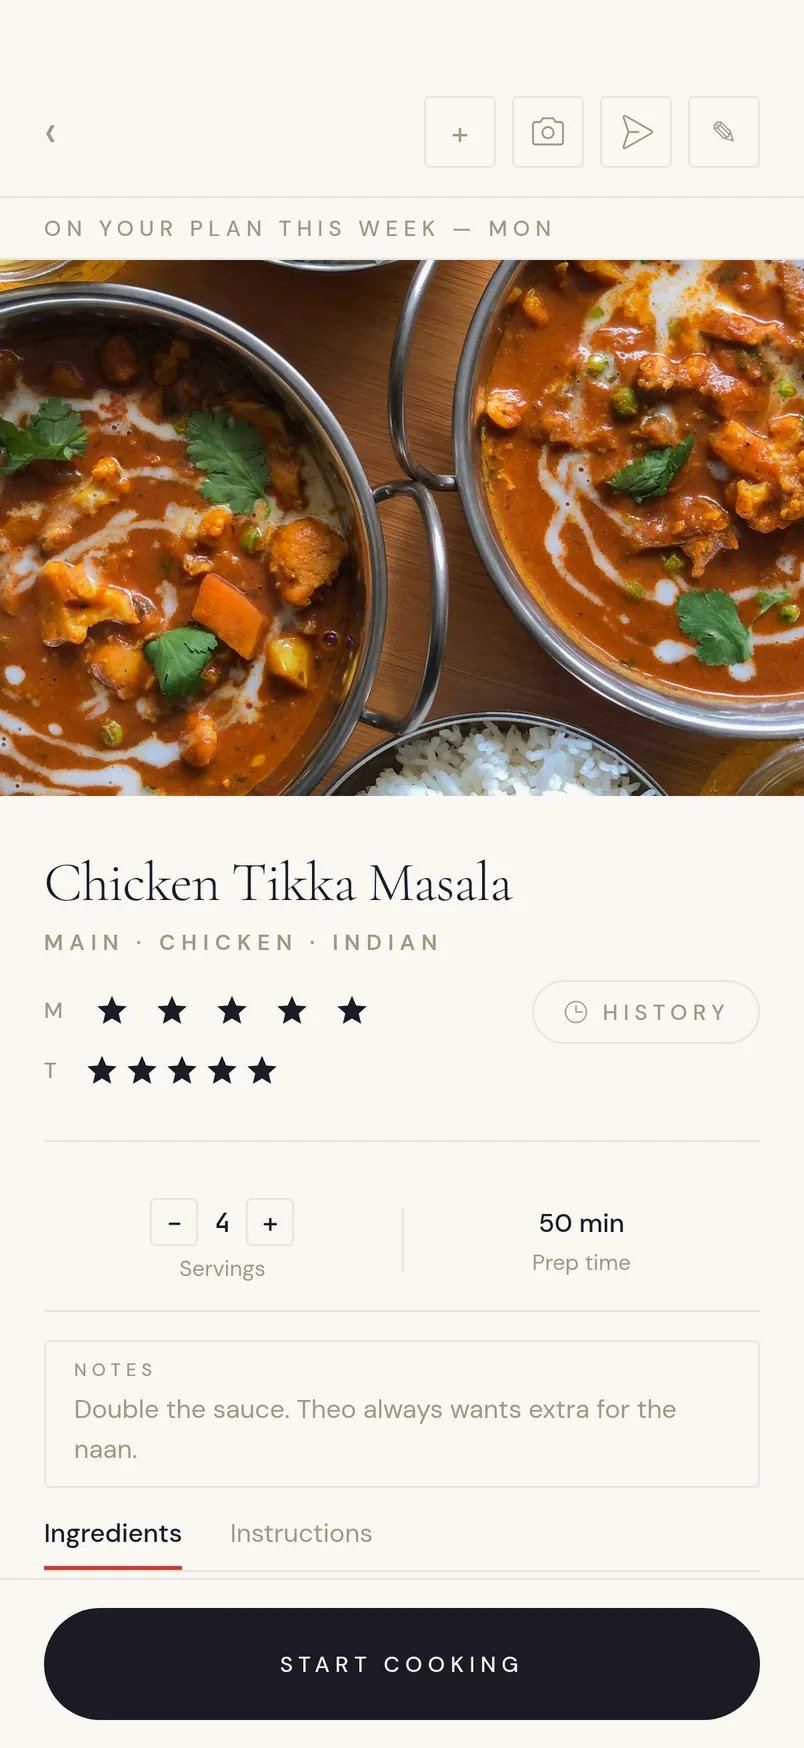 ON YOUR PLAN THIS WEEK — MON
Chicken Tikka Masala
MAIN · CHICKEN · INDIAN
M
HISTORY
T
- 4 +
50 min
Servings
Prep time
NOTES
Double the sauce. Theo always wants extra for the
naan.
Ingredients
Instructions
START COOKING